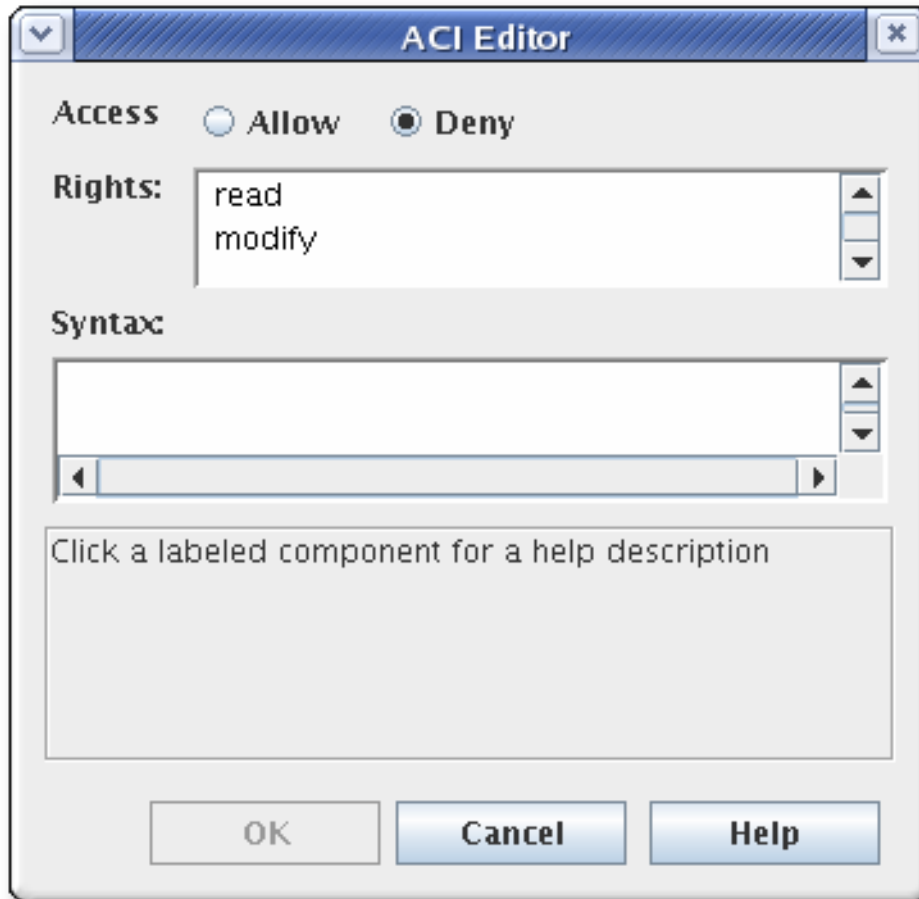 ACI Editor
Access Allow Deny
Rights: read
modify
Syntax:
Click a labeled component for a help description
OK Cancel Help